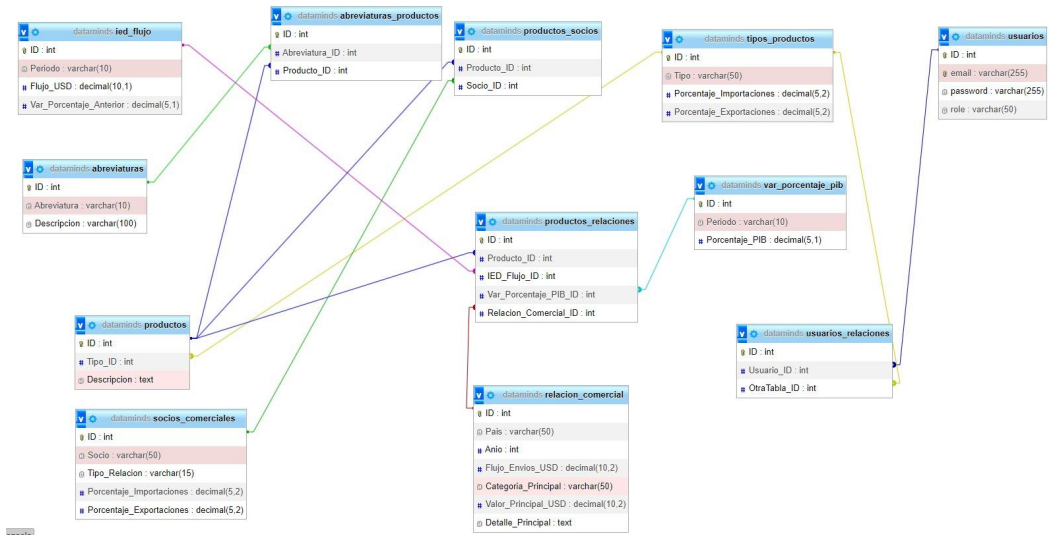 dataminds ied_flujo
ID : int
Periodo : varchar(10)
Flujo_USD : decimal(10,1)
Var_Porcentaje_Anterior : decimal(5,1)
dataminds abreviaturas_productos
ID : int
Abreviatura_ID : int
Producto_ID : int
dataminds productos_socios
ID : int
Producto_ID : int
Socio_ID : int
dataminds tipos_productos
ID : int
Tipo : varchar(50)
Porcentaje_Importaciones : decimal(5,2)
Porcentaje_Exportaciones : decimal(5,2)
dataminds usuarios
ID : int
email : varchar(255)
password : varchar(255)
role : varchar(50)
dataminds abreviaturas
ID : int
Abreviatura : varchar(10)
Descripcion : varchar(100)
dataminds var_porcentaje_pib
ID : int
Periodo : varchar(10)
Porcentaje_PIB : decimal(5,1)
dataminds productos_relaciones
ID : int
Producto_ID : int
IED_Flujo_ID : int
Var_Porcentaje_PIB_ID : int
Relacion_Comercial_ID : int
dataminds productos
ID : int
Tipo_ID : int
Descripcion : text
dataminds usuarios_relaciones
ID : int
Usuario_ID : int
OtraTabla_ID : int
dataminds socios_comerciales
ID : int
Socio : varchar(50)
Tipo_Relacion : varchar(15)
Porcentaje_Importaciones : decimal(5,2)
Porcentaje_Exportaciones : decimal(5,2)
dataminds relacion_comercial
ID : int
Pais : varchar(50)
Anio : int
Flujo_Envios_USD : decimal(10,2)
Categoria_Principal : varchar(50)
Valor_Principal_USD : decimal(10,2)
Detalle_Principal : text